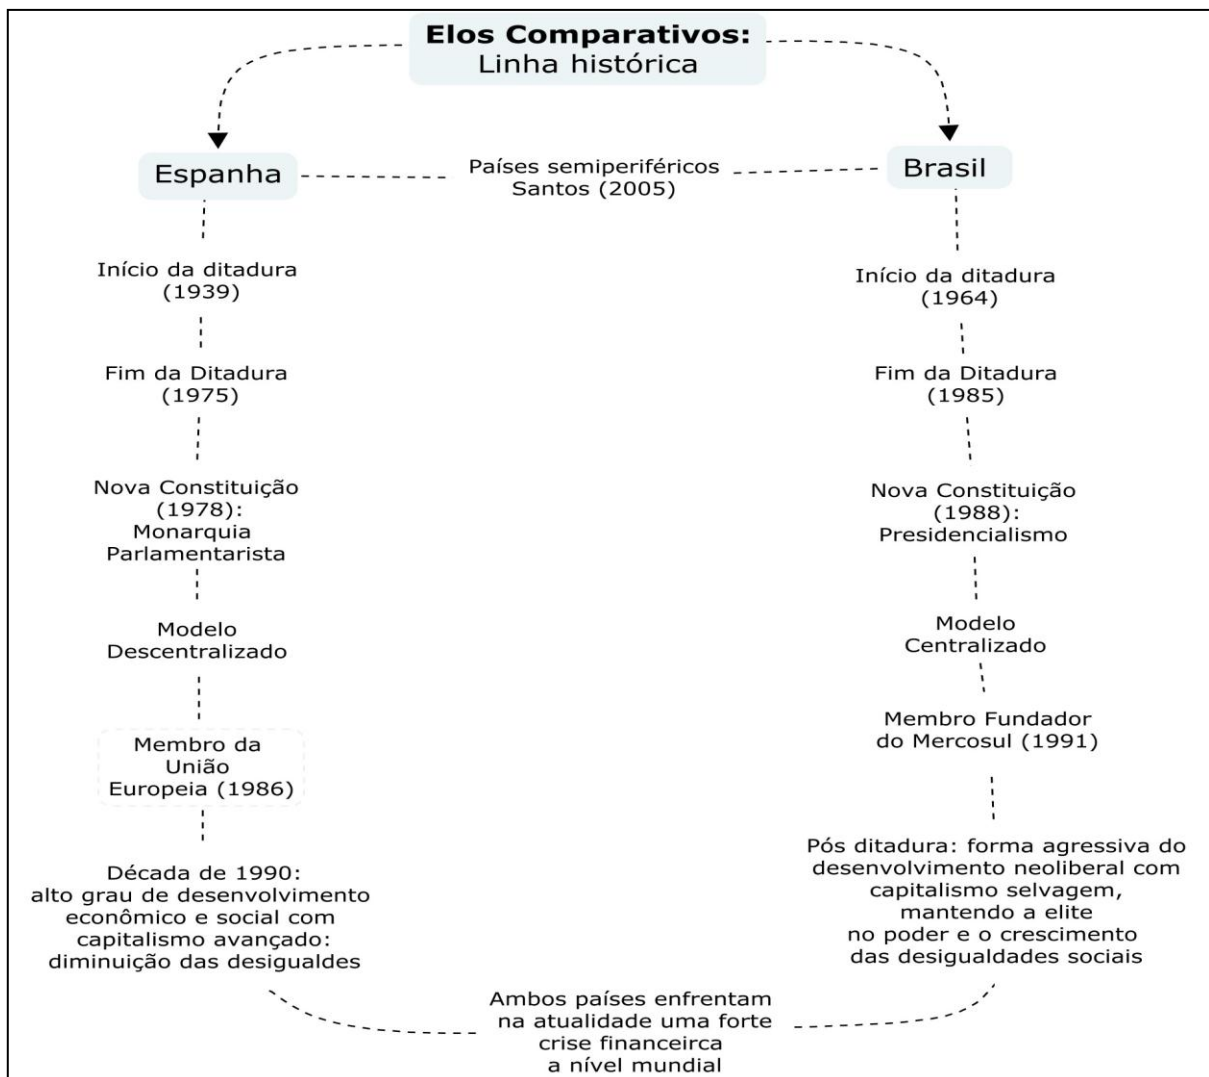 Elos Comparativos:
Linha histórica
Espanha
Países semiperiféricos
Santos (2005)
Brasil
Início da ditadura
(1939)
Fim da Ditadura
(1975)
Nova Constituição
(1978):
Monarquia
Parlamentarista
Modelo
Descentralizado
Membro da
União
Europeia (1986)
Década de 1990:
alto grau de desenvolvimento
econômico e social com
capitalismo avançado:
diminuição das desigualdes
Início da ditadura
(1964)
Fim da Ditadura
(1985)
Nova Constituição
(1988):
Presidencialismo
Modelo
Centralizado
Membro Fundador
do Mercosul (1991)
Pós ditadura: forma agressiva do
desenvolvimento neoliberal com
capitalismo selvagem,
mantendo a elite
no poder e o crescimento
das desigualdades sociais
Ambos países enfrentam
na atualidade uma forte
crise financeirca
a nível mundial